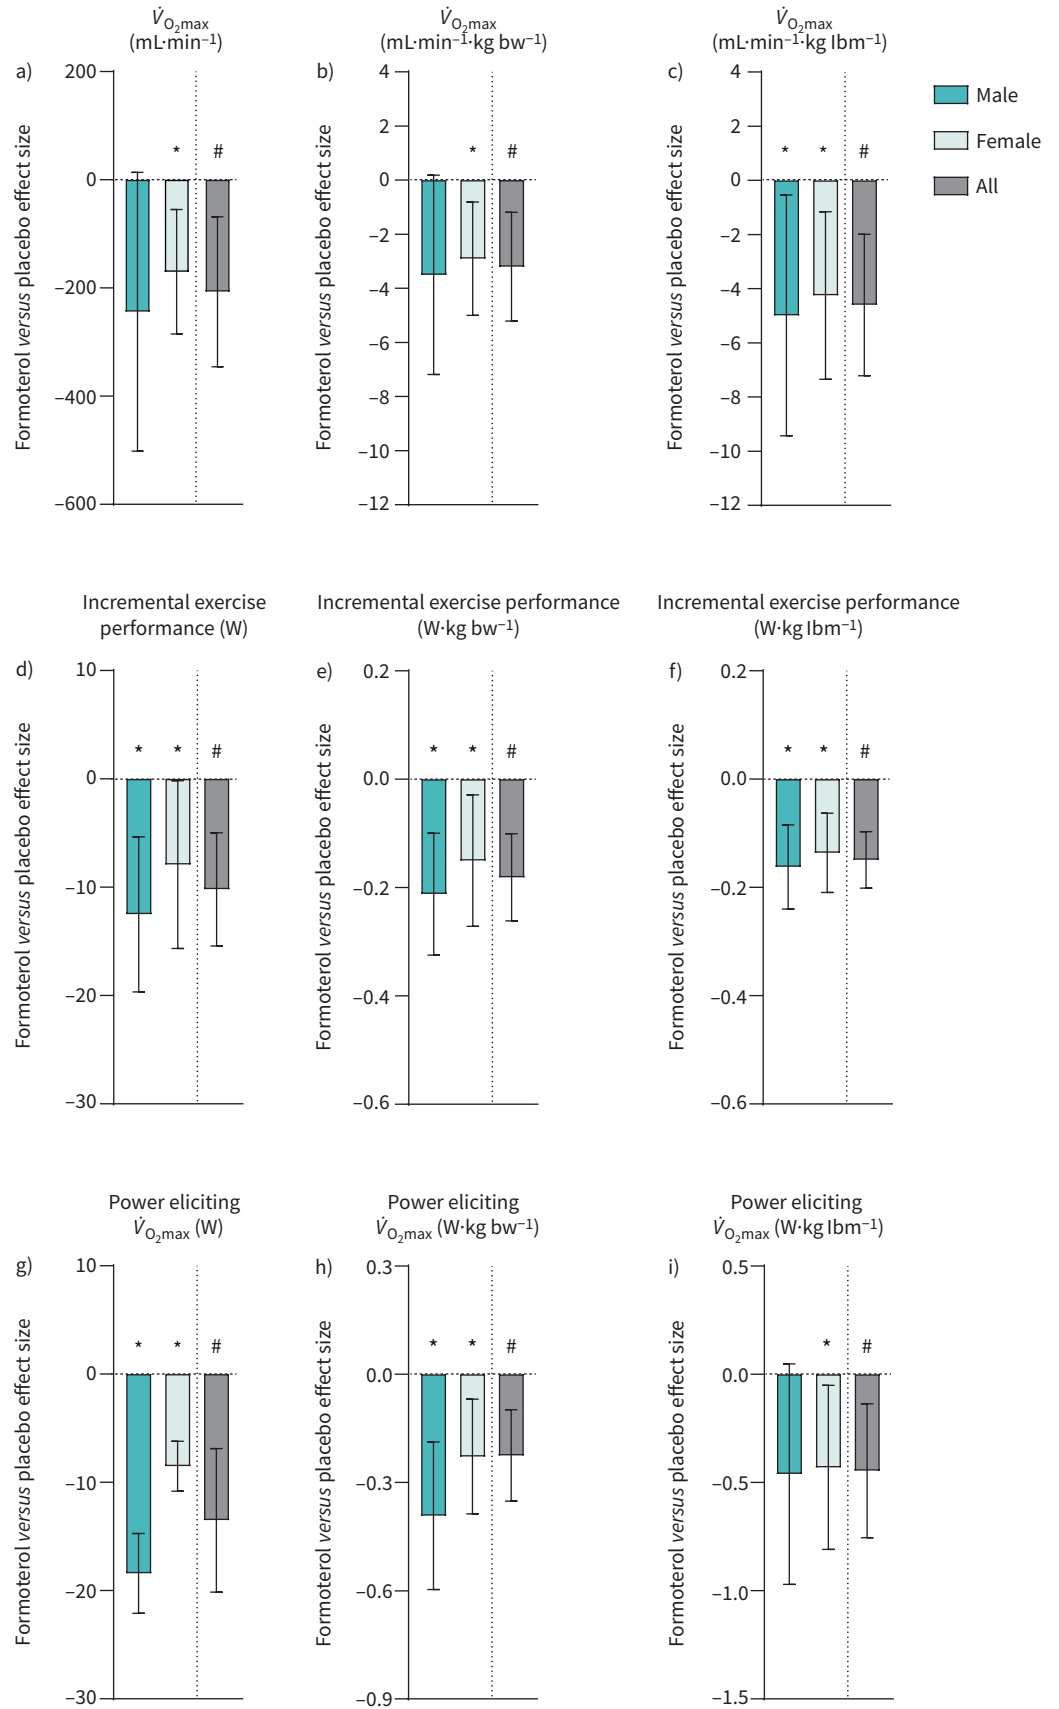 V̇O₂max
(mL·min⁻¹)
V̇O₂max
(mL·min⁻¹·kg bw⁻¹)
V̇O₂max
(mL·min⁻¹·kg lbm⁻¹)
a)
200
0
–200
–400
–600
Formoterol versus placebo effect size
*
#
b)
4
2
0
–2
–4
–6
–8
–10
–12
Formoterol versus placebo effect size
*
#
c)
4
2
0
–2
–4
–6
–8
–10
–12
Formoterol versus placebo effect size
*
*
#
Male
Female
All
Incremental exercise
performance (W)
Incremental exercise performance
(W·kg bw⁻¹)
Incremental exercise performance
(W·kg lbm⁻¹)
d)
10
0
–10
–20
–30
Formoterol versus placebo effect size
*
*
#
e)
0.2
0.0
–0.2
–0.4
–0.6
Formoterol versus placebo effect size
*
*
#
f)
0.2
0.0
–0.2
–0.4
–0.6
Formoterol versus placebo effect size
*
*
#
Power eliciting
V̇O₂max (W)
Power eliciting
V̇O₂max (W·kg bw⁻¹)
Power eliciting
V̇O₂max (W·kg lbm⁻¹)
g)
10
0
–10
–20
–30
Formoterol versus placebo effect size
*
*
#
h)
0.3
0.0
–0.3
–0.6
–0.9
Formoterol versus placebo effect size
*
*
#
i)
0.5
0.0
–0.5
–1.0
–1.5
Formoterol versus placebo effect size
*
#